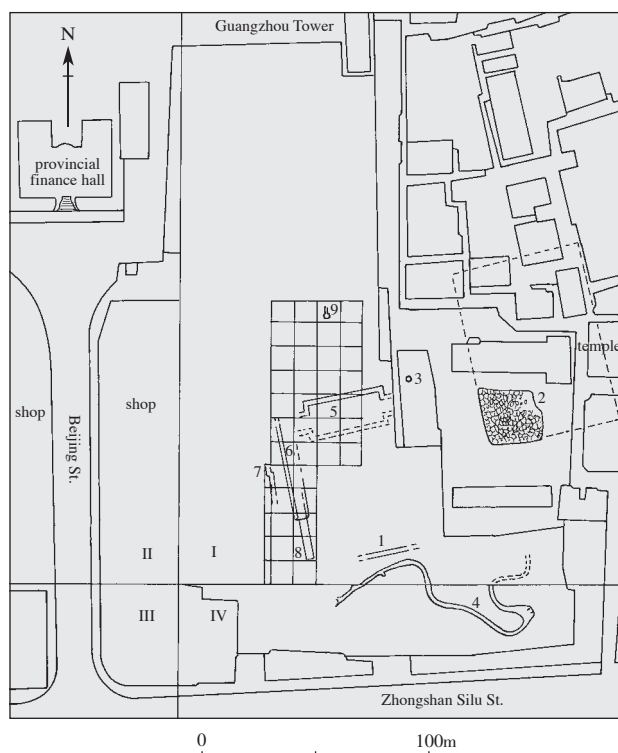 Guangzhou Tower
N
provincial
finance hall
9
temple
3
2
shop
shop
5
Beijing St.
6
7
1
8
II
I
4
III
IV
Zhongshan Silu St.
0
100m